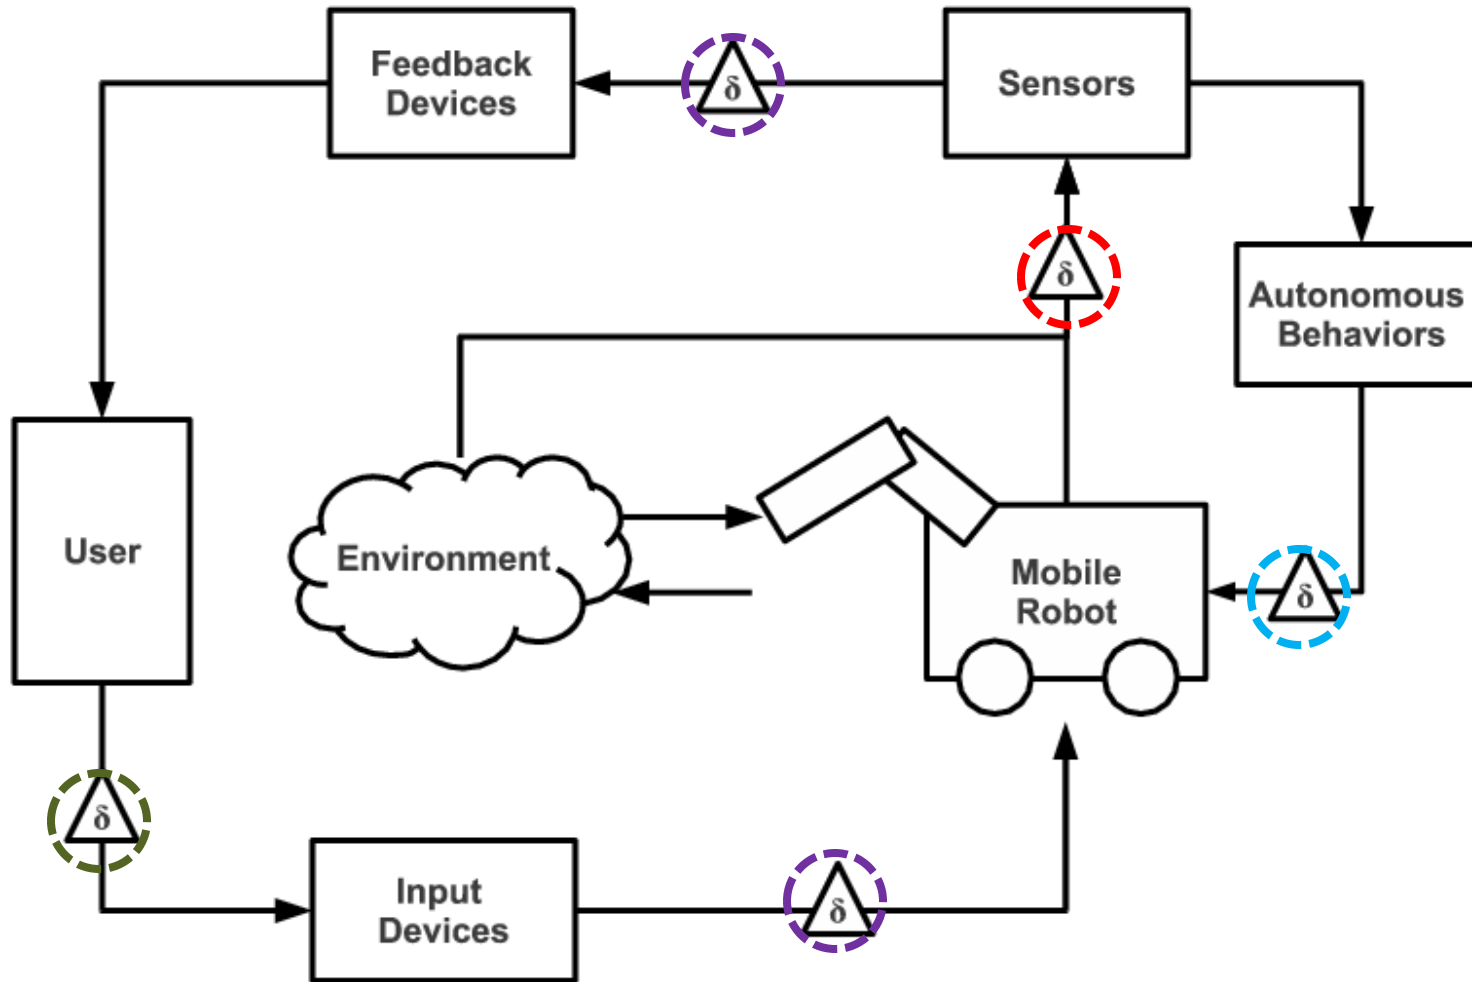 Feedback
Devices
δ
Sensors
δ
Autonomous
Behaviors
User
Environment
Mobile
Robot
δ
δ
Input
Devices
δ